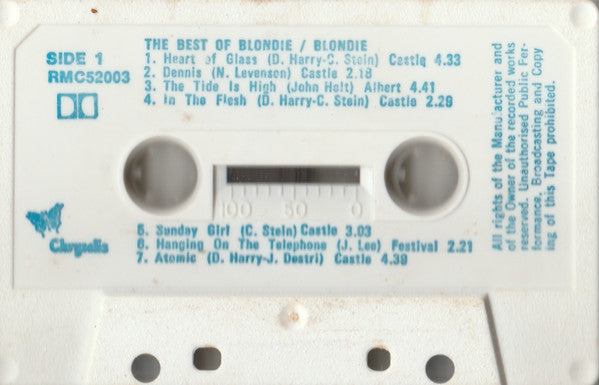 THE BEST OF BLONDIE / BLONDIE
SIDE 1
RMC52003
1. Heart of Glass (D. Harry-C. Stein) Castle 4.33
2. Dennis (N. Levenson) Castle 2.18
3. The Tide Is High (John Holt) Albert 4.41
4. In The Flesh (D. Harry-C. Stein) Castle 2.29
100 50 0
5. Sunday Girl (C. Stein) Castle 3.03
6. Hanging On The Telephone (J. Lee) Festival 2.21
7. Atomic (D. Harry-J. Destri) Castle 4.39
Chrysalis
All rights of the Manufacturer and
of the Owner of the recorded works
reserved. Unauthorised Public Per-
formance, Broadcasting and Copy
ing of this Tape prohibited.